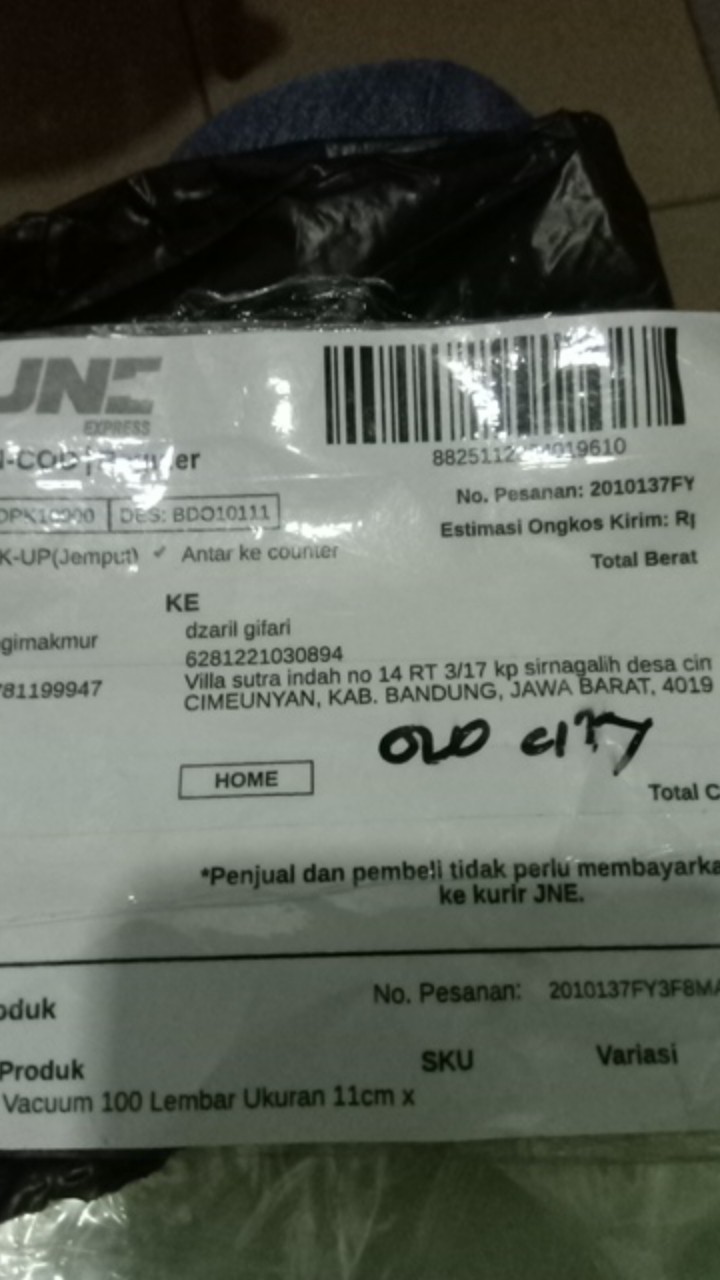 JNE
EXPRESS
DES: BDO10111
No. Pesanan: 2010137FY
Estimasi Ongkos Kirim: Rp
K-UP(Jemput) ✓ Antar ke counter
Total Berat
KE
girnakmur
dzaril gifari
6281221030894
781199947
Villa sutra indah no 14 RT 3/17 kp sirnagalih desa cin
CIMEUNYAN, KAB. BANDUNG, JAWA BARAT, 4019
OLD CITY
HOME
Total C
*Penjual dan pembeli tidak perlu membayarka
ke kurir JNE.
oduk
No. Pesanan: 2010137FY3F8MA
Produk SKU Variasi
Vacuum 100 Lembar Ukuran 11cm x